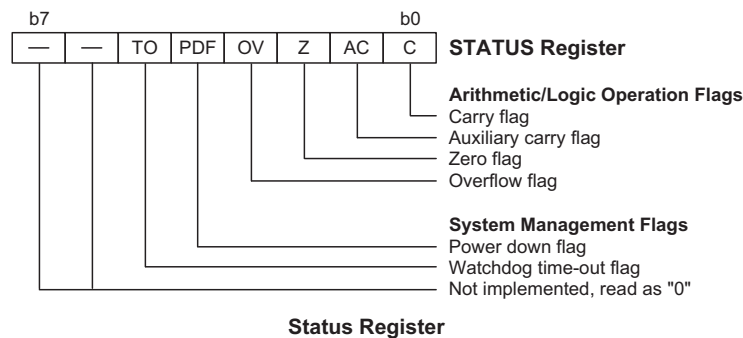 b7 b0
— — TO PDF OV Z AC C STATUS Register
Arithmetic/Logic Operation Flags
Carry flag
Auxiliary carry flag
Zero flag
Overflow flag
System Management Flags
Power down flag
Watchdog time-out flag
Not implemented, read as "0"
Status Register